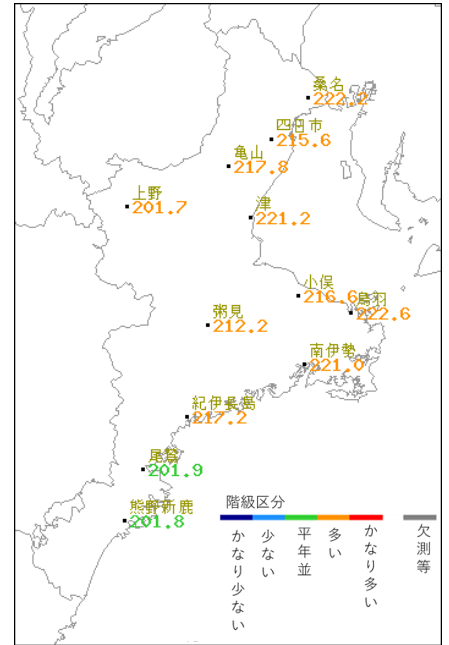 桑名
222.2
四日市
215.6
亀山
217.8
上野
201.7
津
221.2
小俣
216.6
鳥羽
222.6
粥見
212.2
南伊勢
221.0
紀伊長島
217.2
尾鷲
201.9
熊野新鹿
201.8
階級区分
かなり少ない
少ない
平年並
多い
かなり多い
欠測等